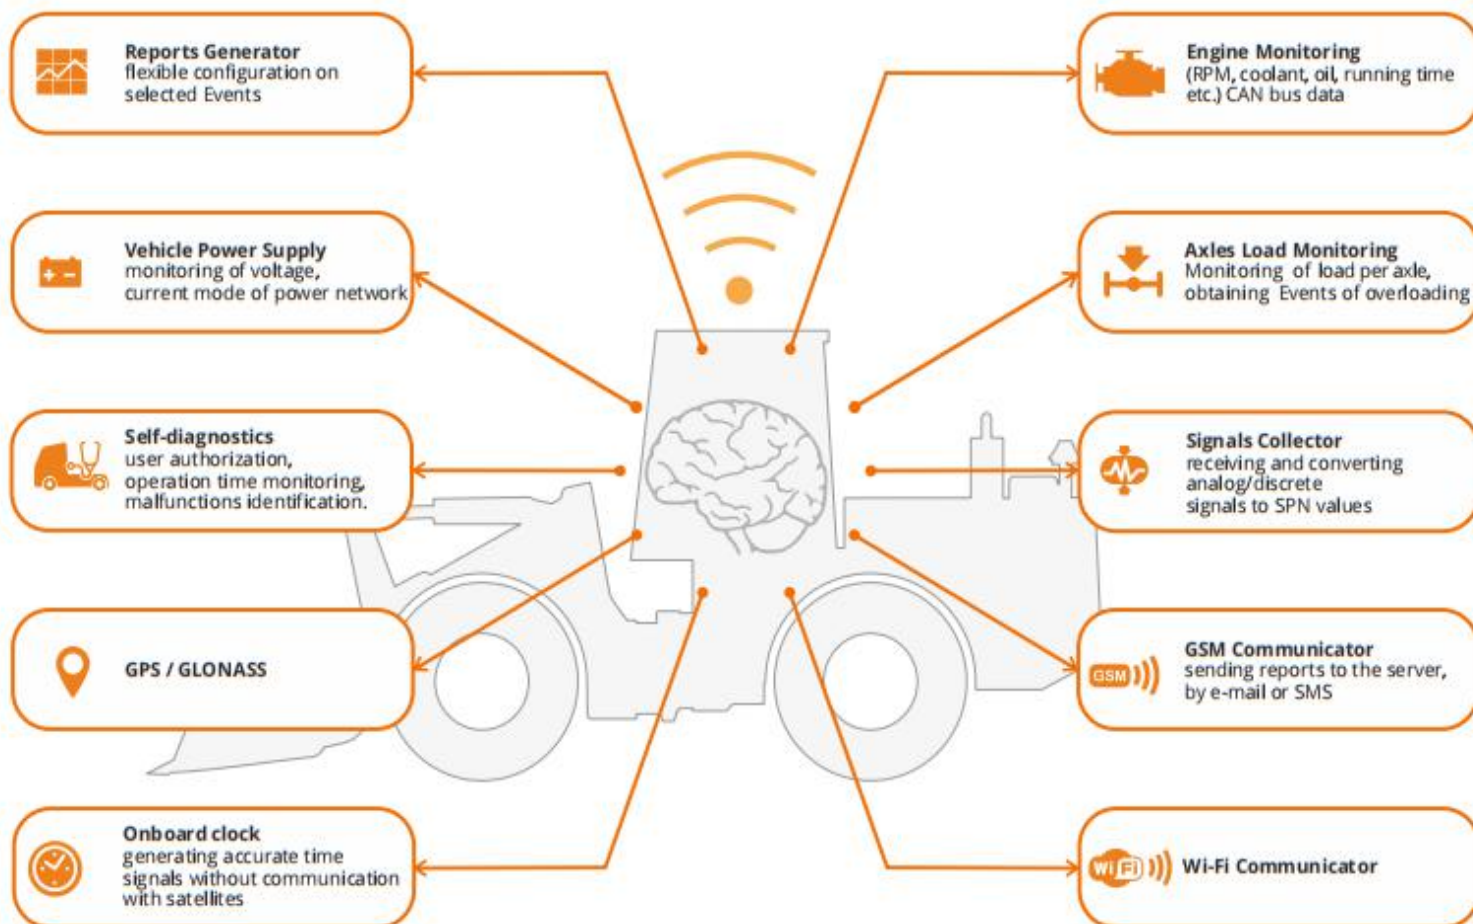 Reports Generator
flexible configuration on
selected Events
Vehicle Power Supply
monitoring of voltage,
current mode of power network
Self-diagnostics
user authorization,
operation time monitoring,
malfunctions identification.
GPS / GLONASS
Onboard clock
generating accurate time
signals without communication
with satellites
Engine Monitoring
(RPM, coolant, oil, running time
etc.) CAN bus data
Axles Load Monitoring
Monitoring of load per axle,
obtaining Events of overloading
Signals Collector
receiving and converting
analog/discrete
signals to SPN values
GSM
GSM Communicator
sending reports to the server,
by e-mail or SMS
Wi Fi
Wi-Fi Communicator